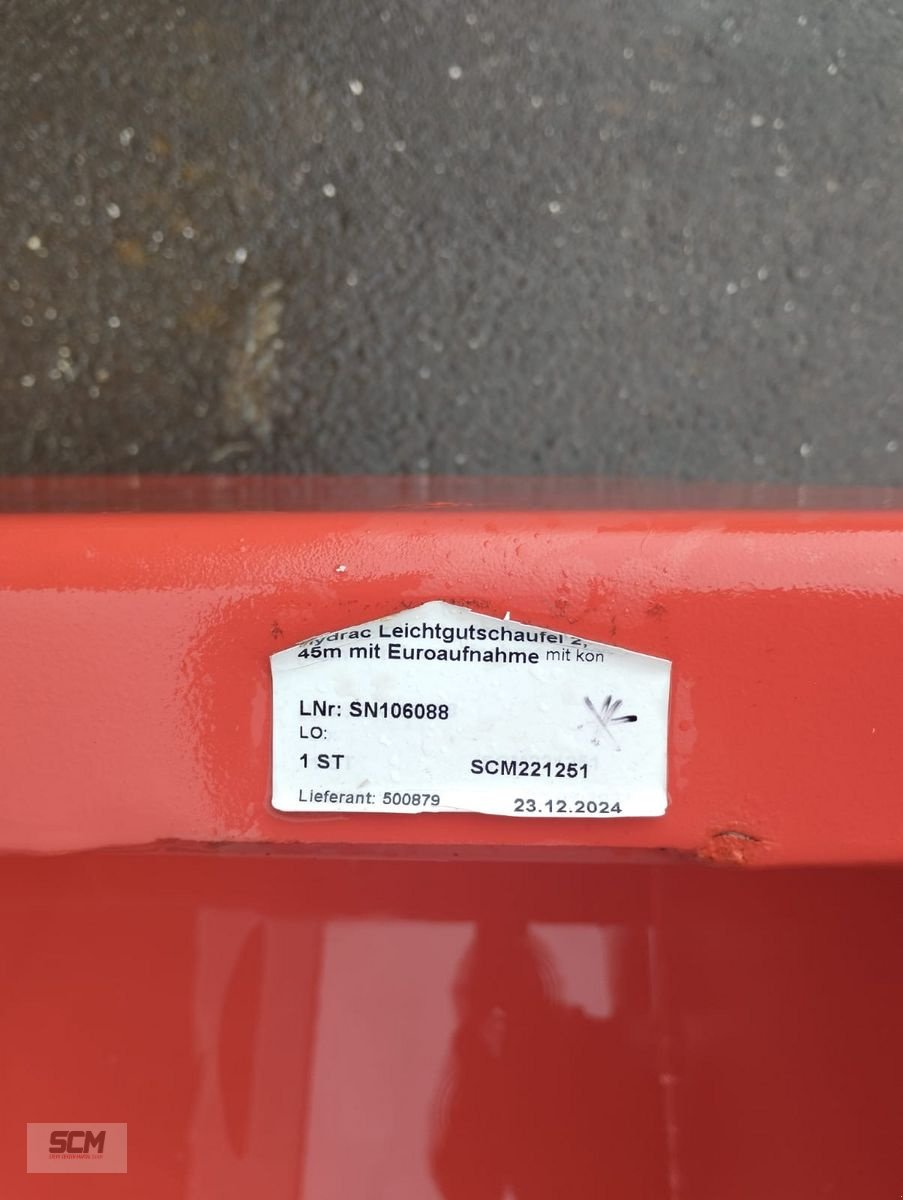 Hydrac Leichtgutschaufel 2,
45m mit Euroaufnahme mit kon
LNr: SN106088
LO:
1 ST
SCM221251
Lieferant: 500879
23.12.2024
SCM